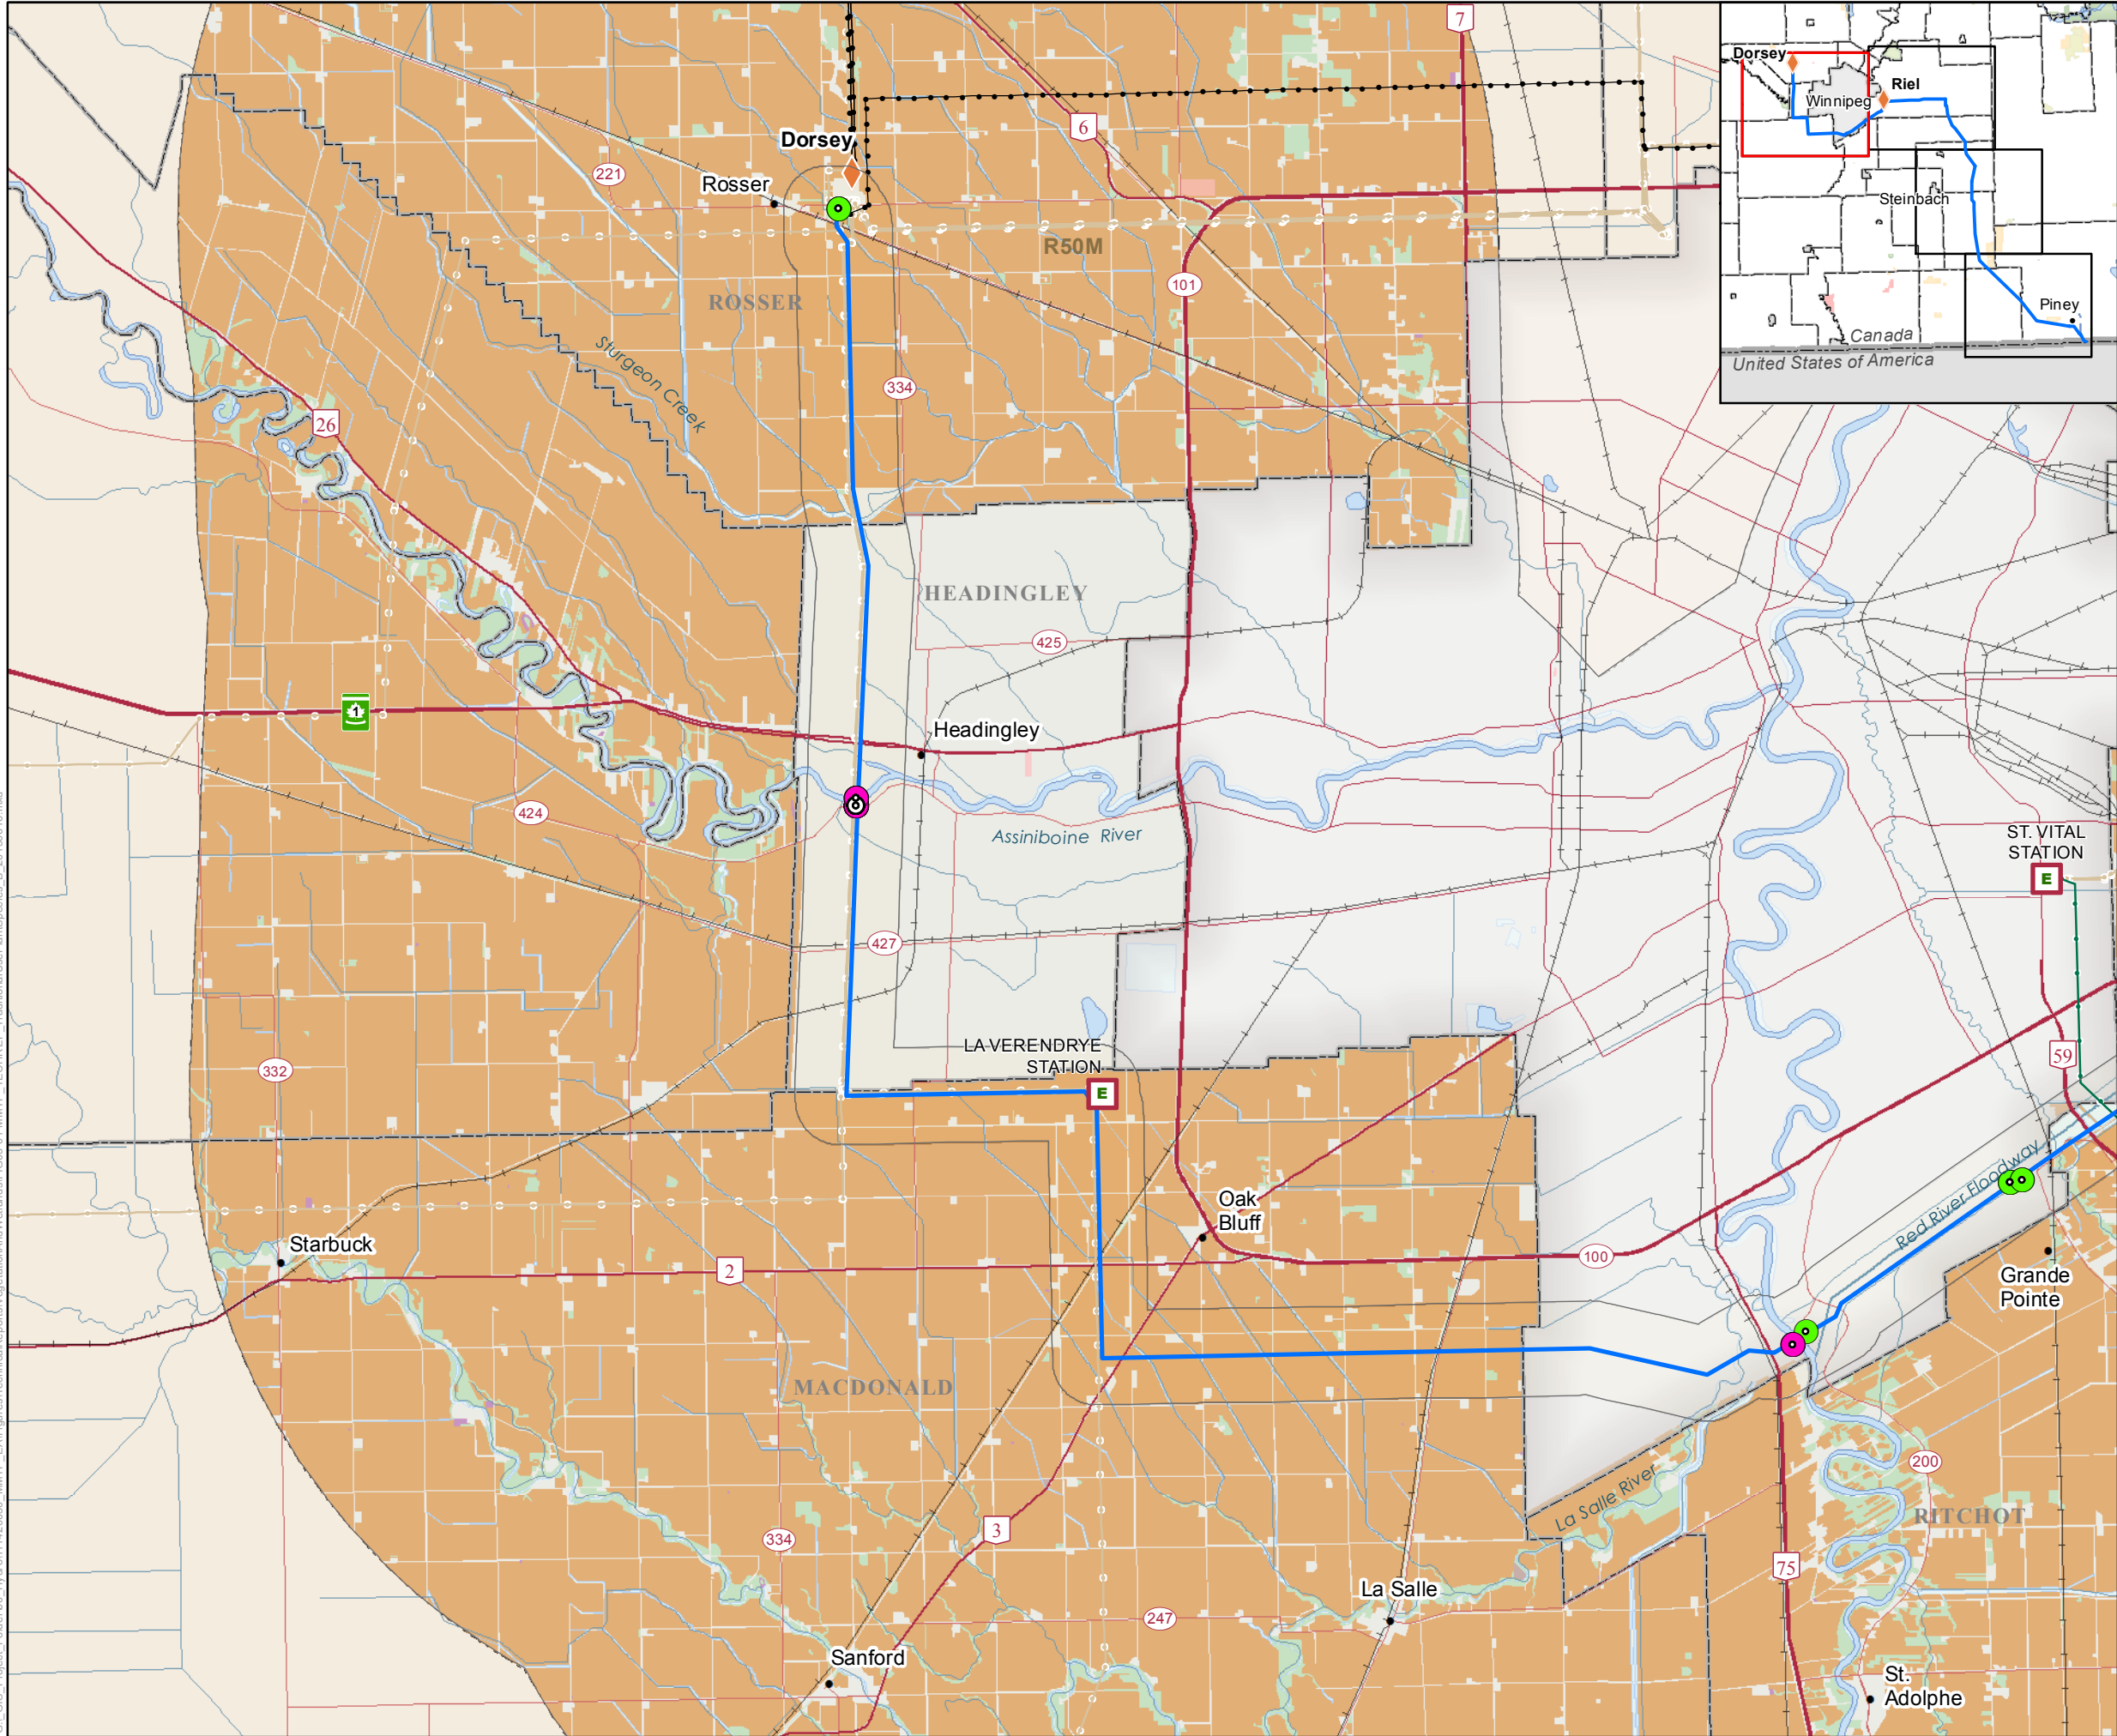 7
Dorsey
Riel
Winnipeg
Steinbach
Piney
Canada
United States of America
6
Dorsey
221
Rosser
R50M
101
ROSSER
Sturgeon Creek
334
26
HEADINGLEY
425
1
Headingley
424
Assiniboine River
ST. VITAL
STATION
E
427
LA VERENDRYE
STATION
E
332
59
Red River Floodway
Oak
Bluff
Starbuck
2
100
Grande
Pointe
MACDONALD
200
La Salle River
RITCHOT
3
334
75
La Salle
247
Sanford
St.
Adolphe